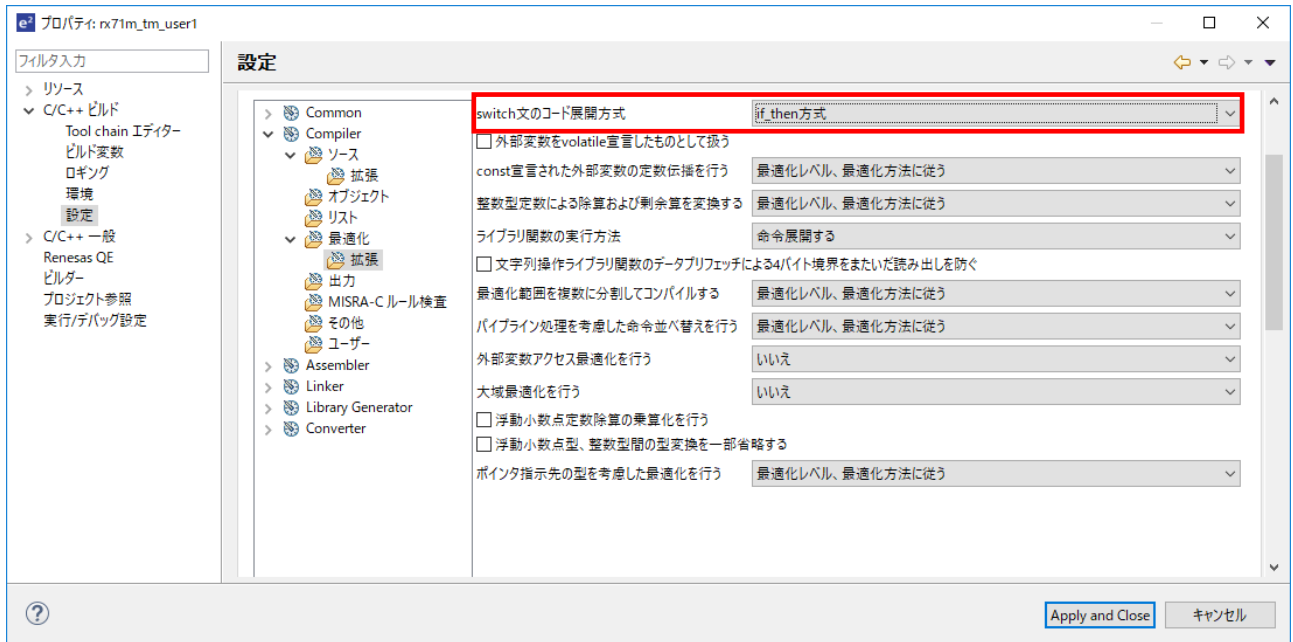 e² プロパティ: rx71m_tm_user1
フィルタ入力
リソース
C/C++ ビルド
Tool chain エディター
ビルド変数
ロギング
環境
設定
C/C++ 一般
Renesas QE
ビルダー
プロジェクト参照
実行/デバッグ設定
設定
Common
Compiler
ソース
拡張
オブジェクト
リスト
最適化
拡張
出力
MISRA-C ルール検査
その他
ユーザー
Assembler
Linker
Library Generator
Converter
switch文のコード展開方式 if_then方式
外部変数をvolatile宣言したものとして扱う
const宣言された外部変数の定数伝播を行う 最適化レベル、最適化方法に従う
整数型定数による除算および剰余算を変換する 最適化レベル、最適化方法に従う
ライブラリ関数の実行方法 命令展開する
文字列操作ライブラリ関数のデータプリフェッチによる4バイト境界をまたいだ読み出しを防ぐ
最適化範囲を複数に分割してコンパイルする 最適化レベル、最適化方法に従う
パイプライン処理を考慮した命令並べ替えを行う 最適化レベル、最適化方法に従う
外部変数アクセス最適化を行う いいえ
大域最適化を行う いいえ
浮動小数点定数除算の乗算化を行う
浮動小数点型、整数型間の型変換を一部省略する
ポインタ指示先の型を考慮した最適化を行う 最適化レベル、最適化方法に従う
?
Apply and Close キャンセル